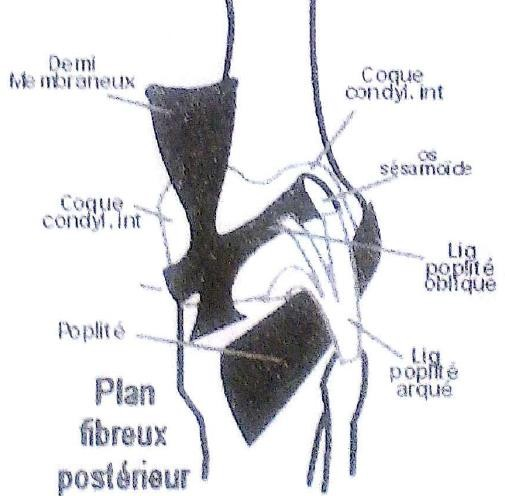 Demi
Membraneux
Coque
condyl.int
os
sésamoïde
Coque
condyl.int
Lig
poplité
oblique
Poplité
Lig
poplité
arqué
Plan
fibreux
postérieur